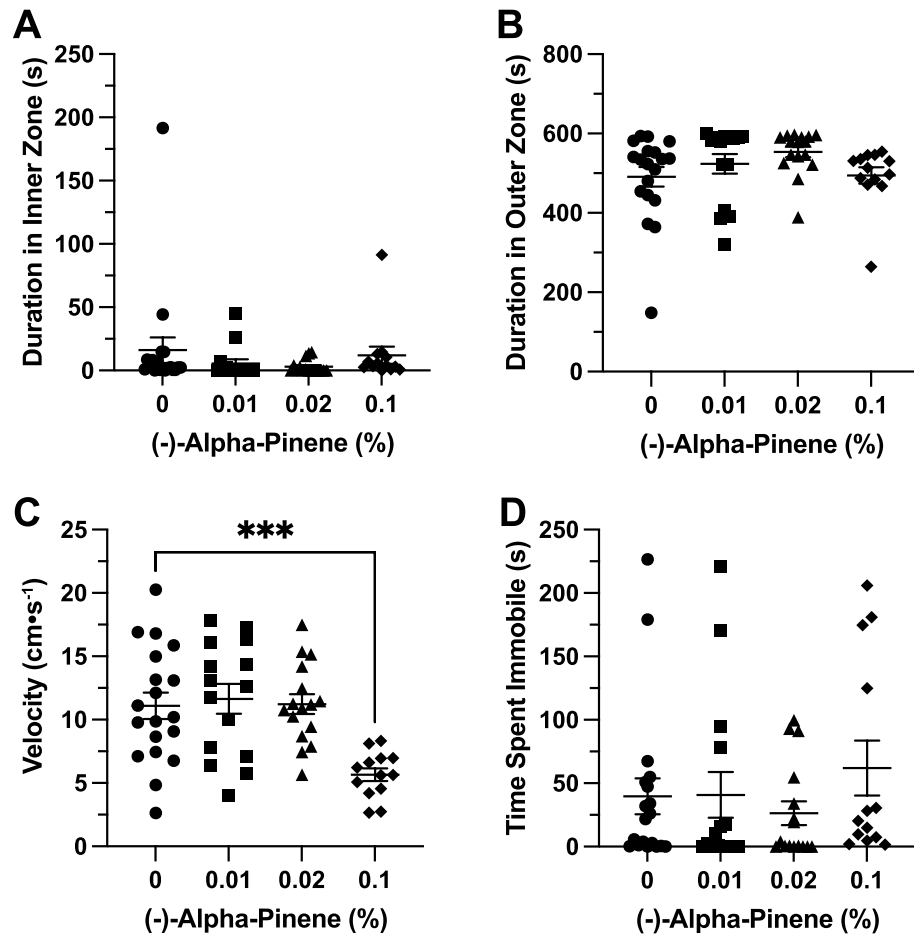 A
Duration in Inner Zone (s)
250
200
150
100
50
0
0 0.01 0.02 0.1
(-)-Alpha-Pinene (%)
B
Duration in Outer Zone (s)
800
600
400
200
0
0 0.01 0.02 0.1
(-)-Alpha-Pinene (%)
C
Velocity (cm•s⁻¹)
25
20
15
10
5
0
***
0 0.01 0.02 0.1
(-)-Alpha-Pinene (%)
D
Time Spent Immobile (s)
250
200
150
100
50
0
0 0.01 0.02 0.1
(-)-Alpha-Pinene (%)